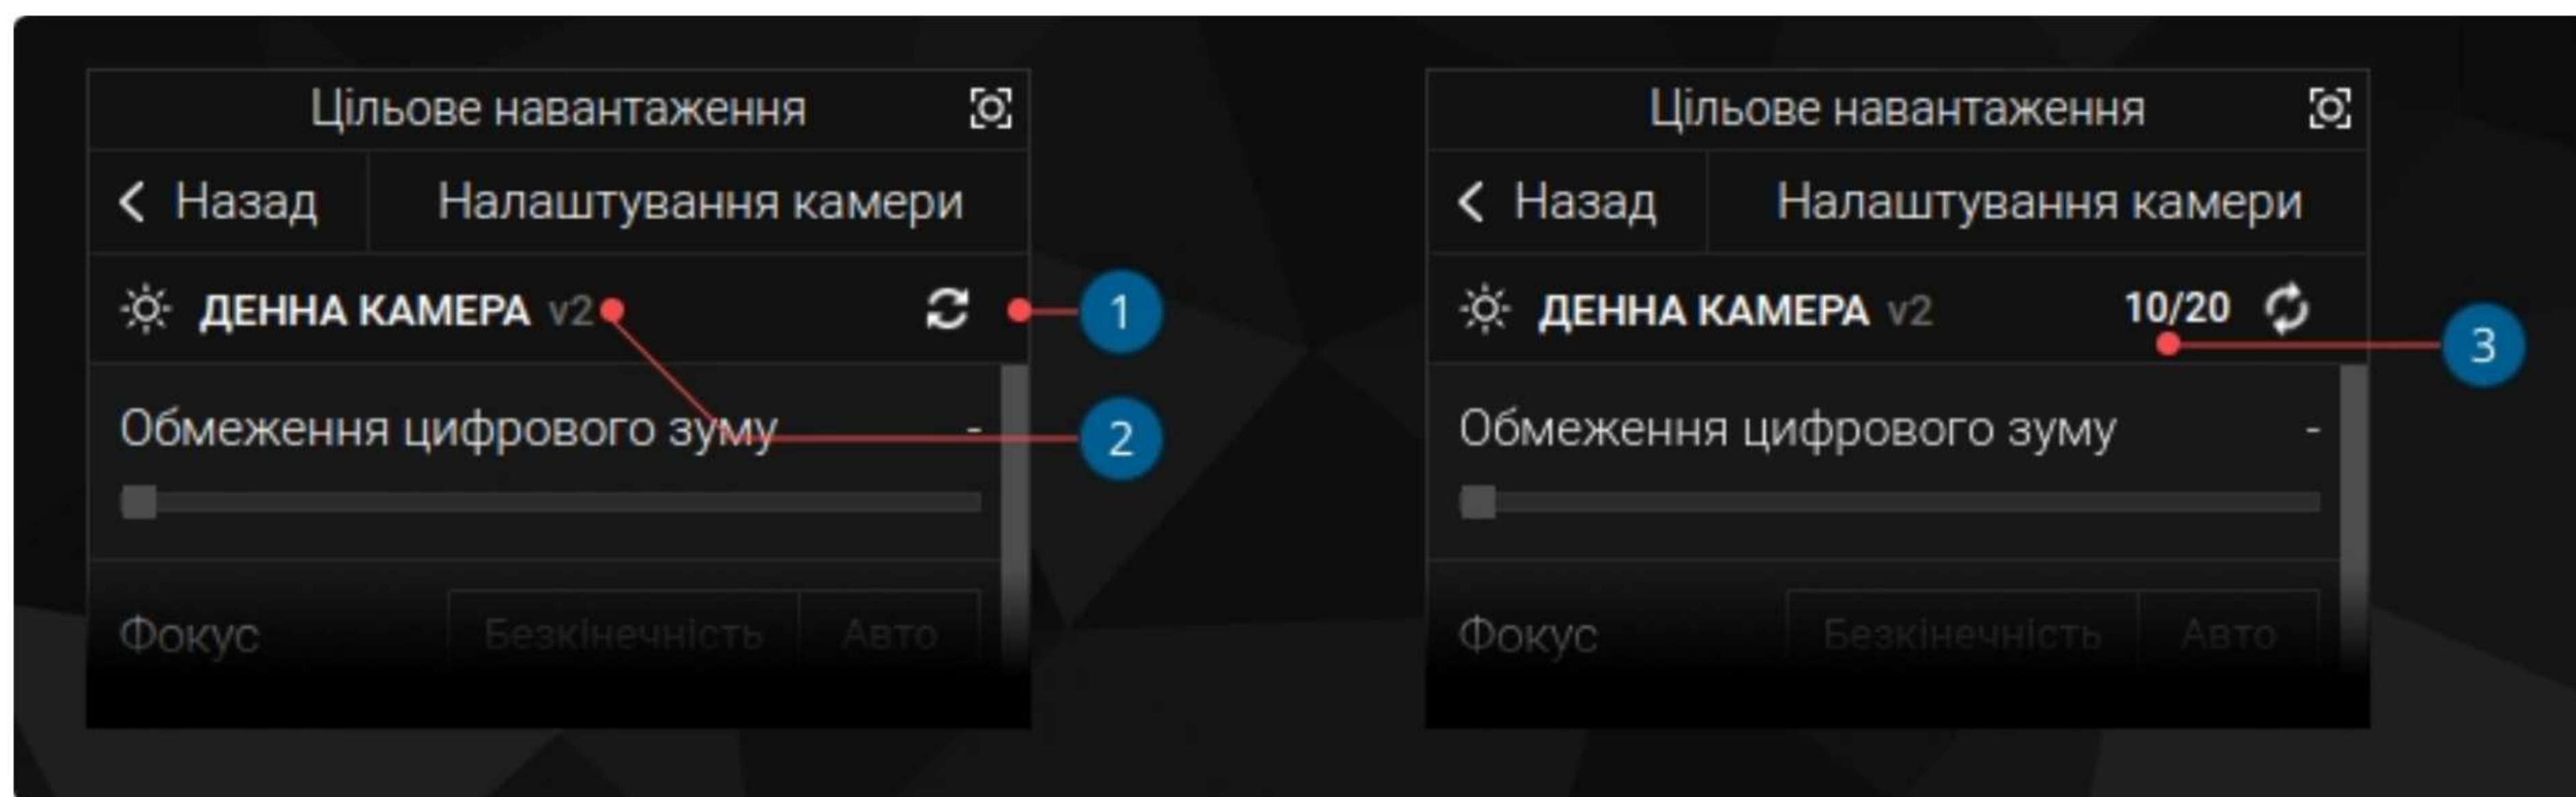 Цільове навантаження
Назад
Налаштування камери
ДЕННА КАМЕРА v2
1
Обмеження цифрового зуму -
2
Фокус
Безкінечність
Авто
Цільове навантаження
Назад
Налаштування камери
ДЕННА КАМЕРА v2 10/20
3
Обмеження цифрового зуму -
Фокус
Безкінечність
Авто